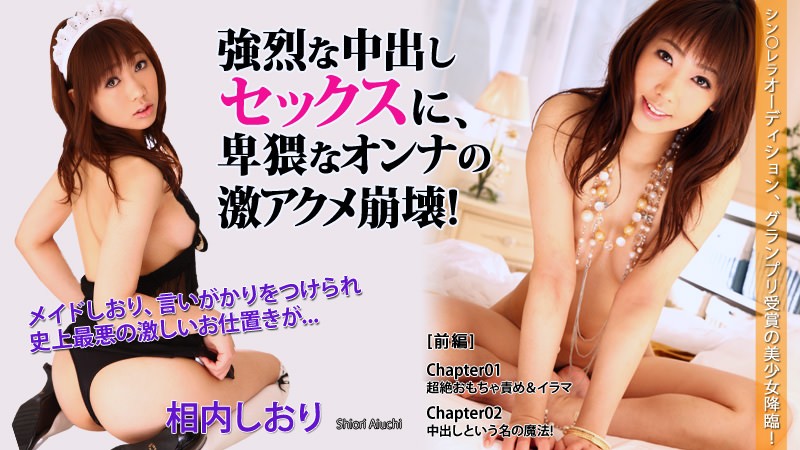 強烈な中出し
セックスに、
卑猥なオンナの
激アクメ崩壊!
メイドしおり、言いがかりをつけられ
史上最悪の激しいお仕置きが...
相内しおり
Shiori Aiuchi
シン〇レラオーディション、グランプリ受賞の美少女降臨!
[前編]
Chapter01
超絶おもちゃ責め&イラマ
Chapter02
中出しという名の魔法!